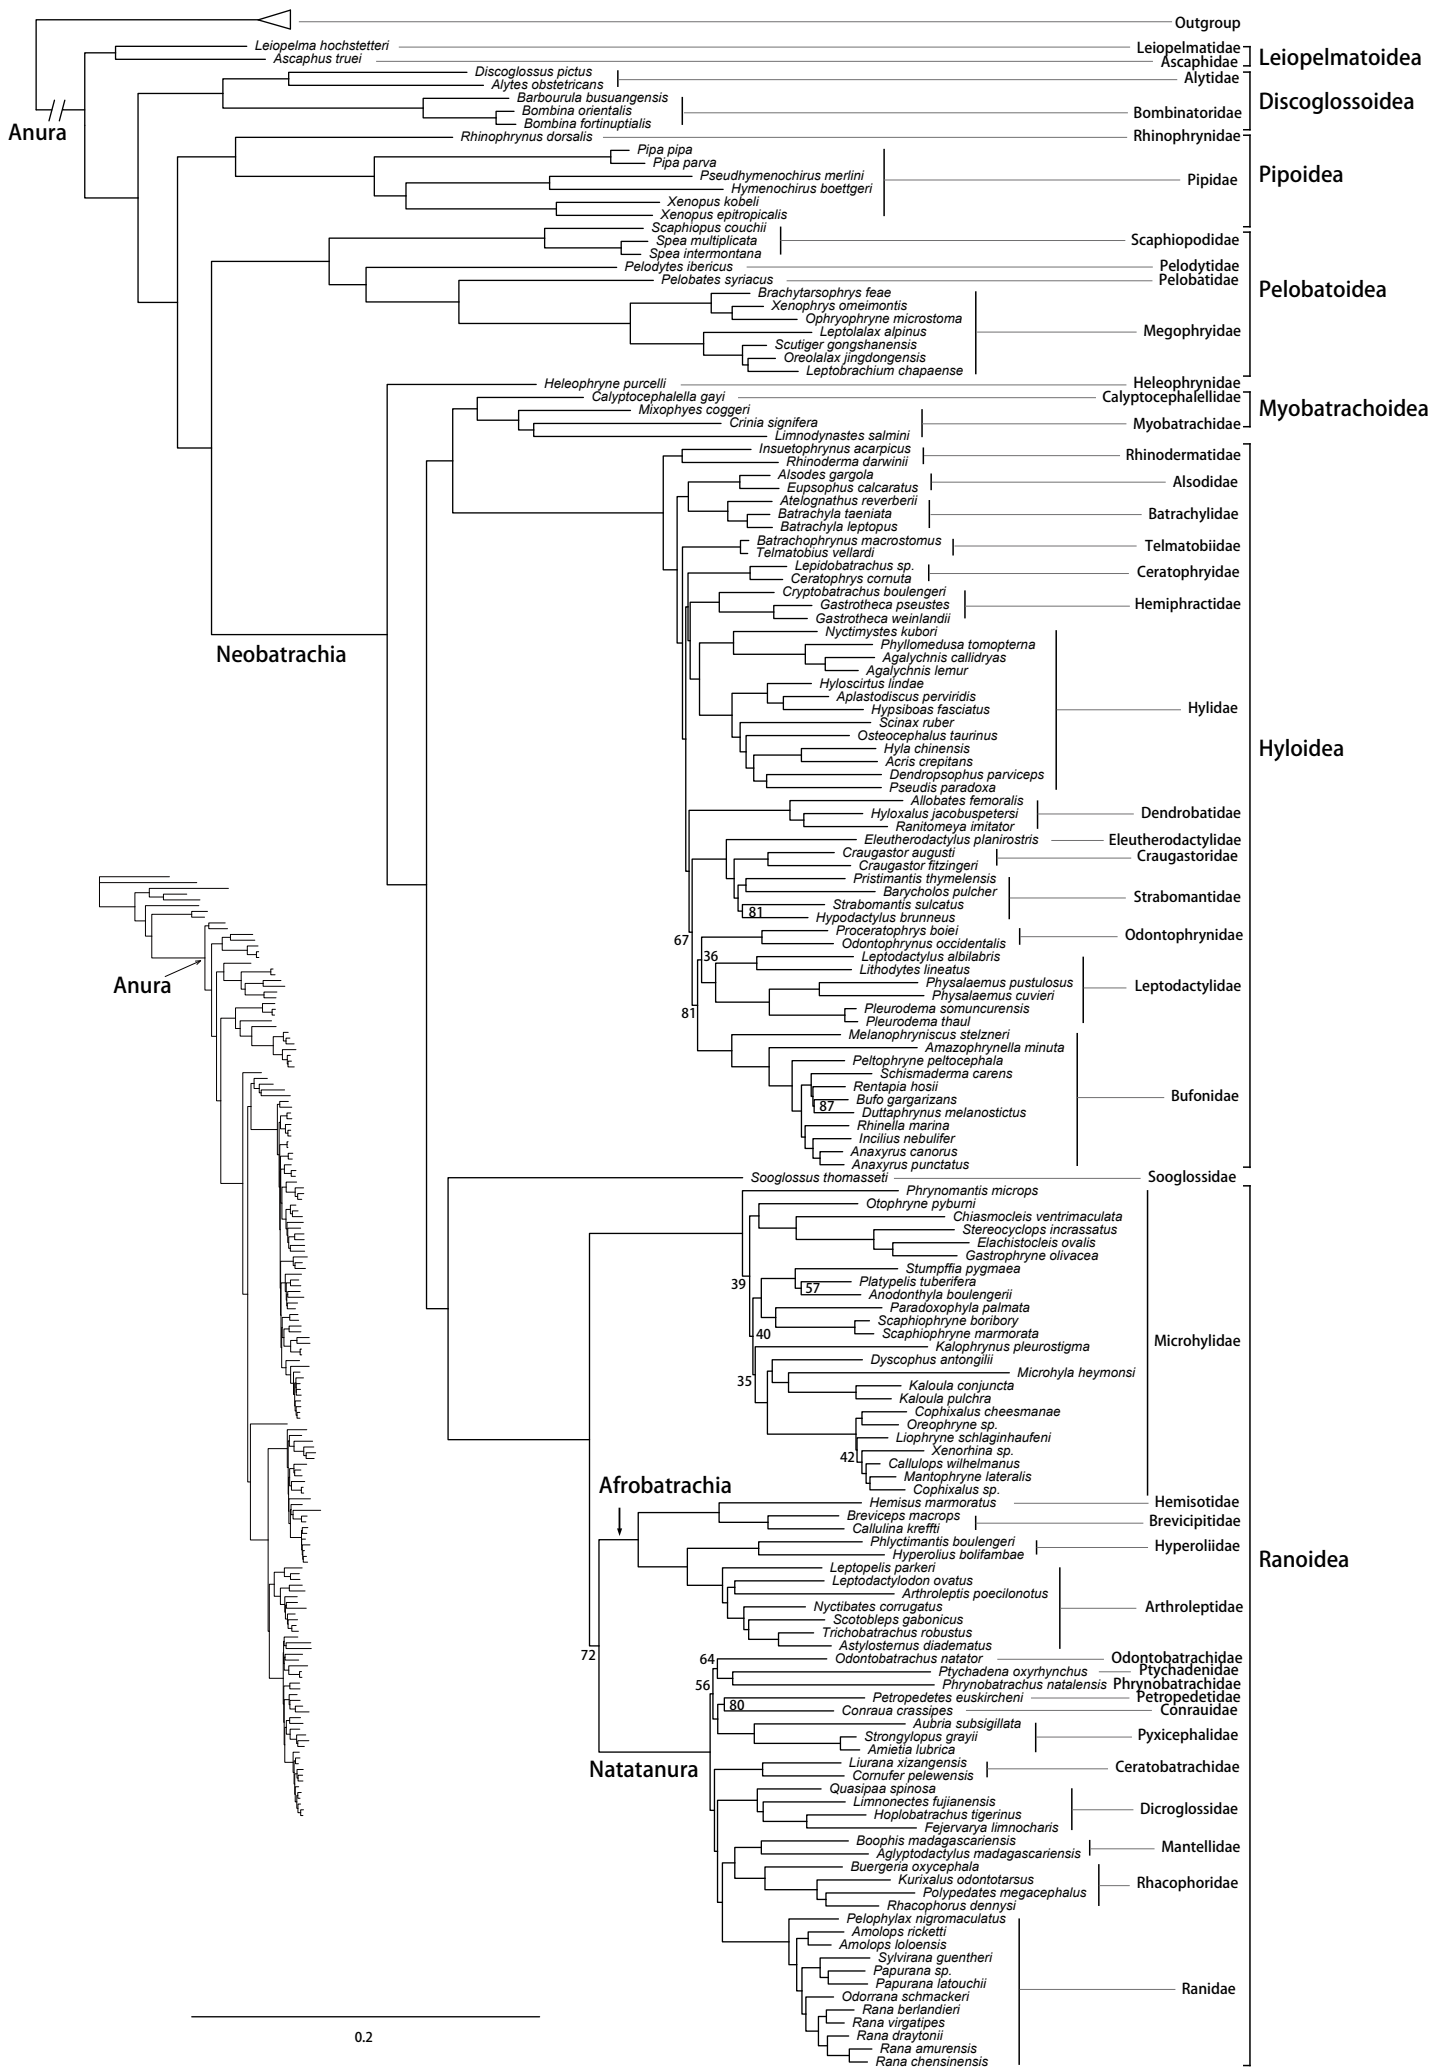 Outgroup
Leiopelma hochstetteri Leiopelmatidae
Leiopelmatoidea
Ascaphus truei Ascaphidae
Discoglossus pictus
Alytidae
Alytes obstetricans
Barbourula busuangensis
Discoglossoidea
Bombina orientalis
Bombinatoridae
Bombina fortinuptialis
Anura
Rhinophrynus dorsalis Rhinophrynidae
Pipa pipa
Pipa parva
Pseudhymenochirus merlini
Pipidae
Pipoidea
Hymenochirus boettgeri
Xenopus kobeli
Xenopus epitropicalis
Scaphiopus couchii
Spea multiplicata
Scaphiopodidae
Spea intermontana
Pelodytes ibericus Pelodytidae
Pelobates syriacus Pelobatidae
Pelobatoidea
Brachytarsophrys feae
Xenophrys omeimontis
Ophryophryne microstoma
Leptolalax alpinus
Megophryidae
Scutiger gongshanensis
Oreolalax jingdongensis
Leptobrachium chapaense
Heleophryne purcelli Heleophrynidae
Calyptocephalella gayi Calyptocephalellidae
Mixophyes coggeri
Myobatrachoidea
Crinia signifera
Myobatrachidae
Limnodynastes salmini
Insuetophrynus acarpicus
Rhinodermatidae
Rhinoderma darwinii
Alsodes gargola
Alsodidae
Eupsophus calcaratus
Atelognathus reverberii
Batrachyla taeniata
Batrachylidae
Batrachyla leptopus
Batrachophrynus macrostomus
Telmatobiidae
Telmatobius vellardi
Lepidobatrachus sp.
Ceratophryidae
Ceratophrys cornuta
Cryptobatrachus boulengeri
Gastrotheca pseustes
Hemiphractidae
Gastrotheca weinlandii
Nyctimystes kubori
Phyllomedusa tomopterna
Neobatrachia
Agalychnis callidryas
Agalychnis lemur
Hyloscirtus lindae
Aplastodiscus perviridis
Hypsiboas fasciatus
Hylidae
Scinax ruber
Osteocephalus taurinus
Hyla chinensis
Hyloidea
Acris crepitans
Dendropsophus parviceps
Pseudis paradoxa
Allobates femoralis
Hyloxalus jacobuspetersi
Dendrobatidae
Ranitomeya imitator
Eleutherodactylus planirostris Eleutherodactylidae
Craugastor augusti
Craugastoridae
Craugastor fitzingeri
Pristimantis thymelensis
Barycholos pulcher
Strabomantidae
Strabomantis sulcatus
81
Hypodactylus brunneus
Proceratophrys boiei
Odontophrynidae
67
Odontophrynus occidentalis
36
Leptodactylus albilabris
Lithodytes lineatus
Physalaemus pustulosus
Leptodactylidae
Anura
Physalaemus cuvieri
Pleurodema somuncurensis
81
Pleurodema thaul
Melanophryniscus stelzneri
Amazophrynella minuta
Peltophryne peltocephala
Schismaderma carens
Rentapia hosii
Bufo gargarizans
Bufonidae
87
Duttaphrynus melanostictus
Rhinella marina
Incilius nebulifer
Anaxyrus canorus
Anaxyrus punctatus
Sooglossus thomasseti Sooglossidae
Phrynomantis microps
Otophryne pyburni
Chiasmocleis ventrimaculata
Stereocyclops incrassatus
Elachistocleis ovalis
Gastrophryne olivacea
Stumpffia pygmaea
39
Platypelis tuberifera
57
Anodonthyla boulengerii
Paradoxophyla palmata
Scaphiophryne boribory
40
Scaphiophryne marmorata
Microhylidae
Kalophrynus pleurostigma
Dyscophus antongilii
Microhyla heymonsi
35
Kaloula conjuncta
Kaloula pulchra
Cophixalus cheesmanae
Oreophryne sp.
Liophryne schlaginhaufeni
Xenorhina sp.
42
Callulops wilhelmanus
Mantophryne lateralis
Afrobatrachia
Cophixalus sp.
Hemisus marmoratus Hemisotidae
Breviceps macrops
Brevicipitidae
Callulina kreffti
Phlyctimantis boulengeri
Hyperoliidae
Hyperolius bolifambae
Ranoidea
Leptopelis parkeri
Leptodactylodon ovatus
Arthroleptis poecilonotus
Nyctibates corrugatus
Arthroleptidae
Scotobleps gabonicus
Trichobatrachus robustus
Astylosternus diadematus
72
64
Odontobatrachus natator Odontobatrachidae
Ptychadena oxyrhynchus Ptychadenidae
56
Phrynobatrachus natalensis Phrynobatrachidae
Petropedetes euskircheni Petropedetidae
80
Conraua crassipes Conrauidae
Aubria subsigillata
Strongylopus grayii
Pyxicephalidae
Amietia lubrica
Natatanura
Liurana xizangensis
Ceratobatrachidae
Cornufer pelewensis
Quasipaa spinosa
Limnonectes fujianensis
Dicroglossidae
Hoplobatrachus tigerinus
Fejervarya limnocharis
Boophis madagascariensis
Mantellidae
Aglyptodactylus madagascariensis
Buergeria oxycephala
Kurixalus odontotarsus
Rhacophoridae
Polypedates megacephalus
Rhacophorus dennysi
Pelophylax nigromaculatus
Amolops ricketti
Amolops loloensis
Sylvirana guentheri
Papurana sp.
Papurana latouchii
Ranidae
Odorrana schmackeri
Rana berlandieri
Rana virgatipes
0.2
Rana draytonii
Rana amurensis
Rana chensinensis